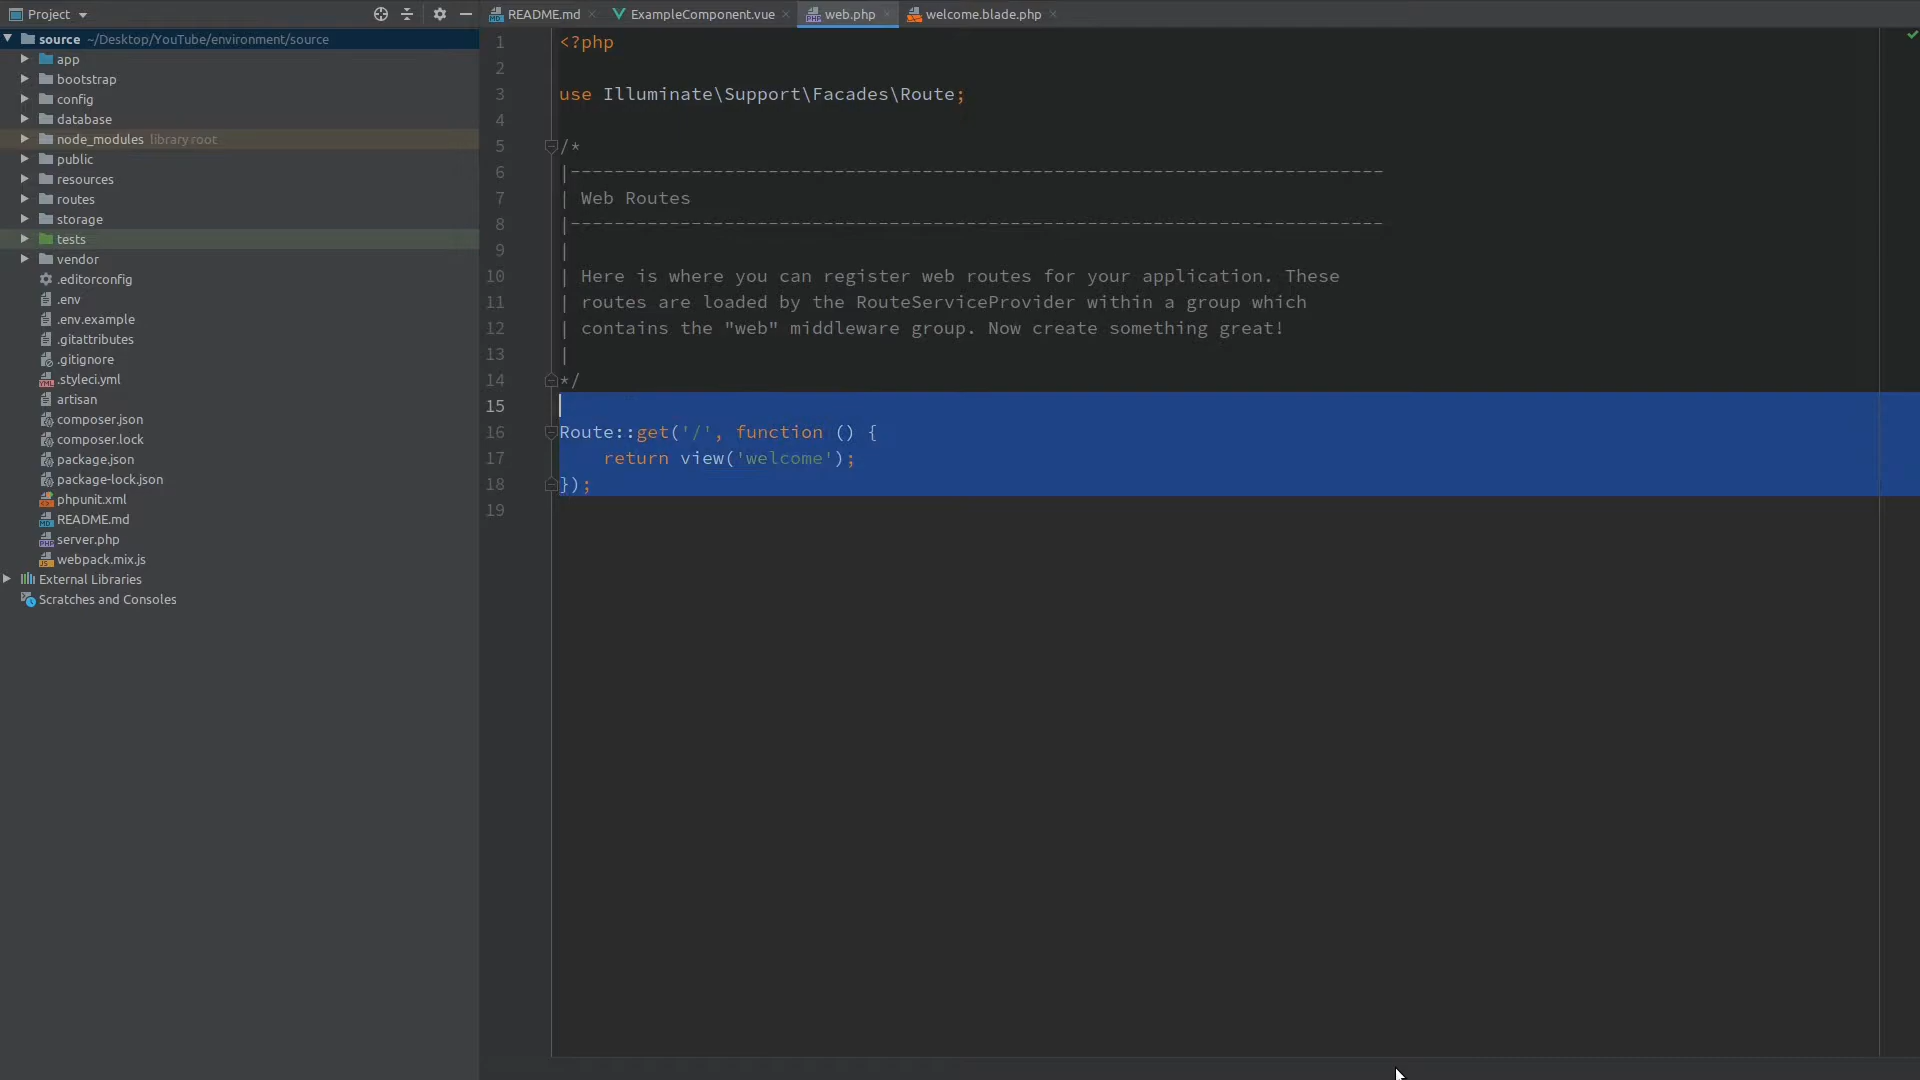 Project
source ~/Desktop/YouTube/environment/source
app
bootstrap
config
database
node_modules library root
public
resources
routes
storage
tests
vendor
.editorconfig
.env
.env.example
.gitattributes
.gitignore
.styleci.yml
artisan
composer.json
composer.lock
package.json
package-lock.json
phpunit.xml
README.md
server.php
webpack.mix.js
External Libraries
Scratches and Consoles
README.md ExampleComponent.vue web.php welcome.blade.php
1 <?php
2
3 use Illuminate\Support\Facades\Route;
4
5 /*
6 |--------------------------------------------------------------------------
7 | Web Routes
8 |--------------------------------------------------------------------------
9 |
10 | Here is where you can register web routes for your application. These
11 | routes are loaded by the RouteServiceProvider within a group which
12 | contains the "web" middleware group. Now create something great!
13 |
14 */
15
16 Route::get('/', function () {
17     return view('welcome');
18 });
19